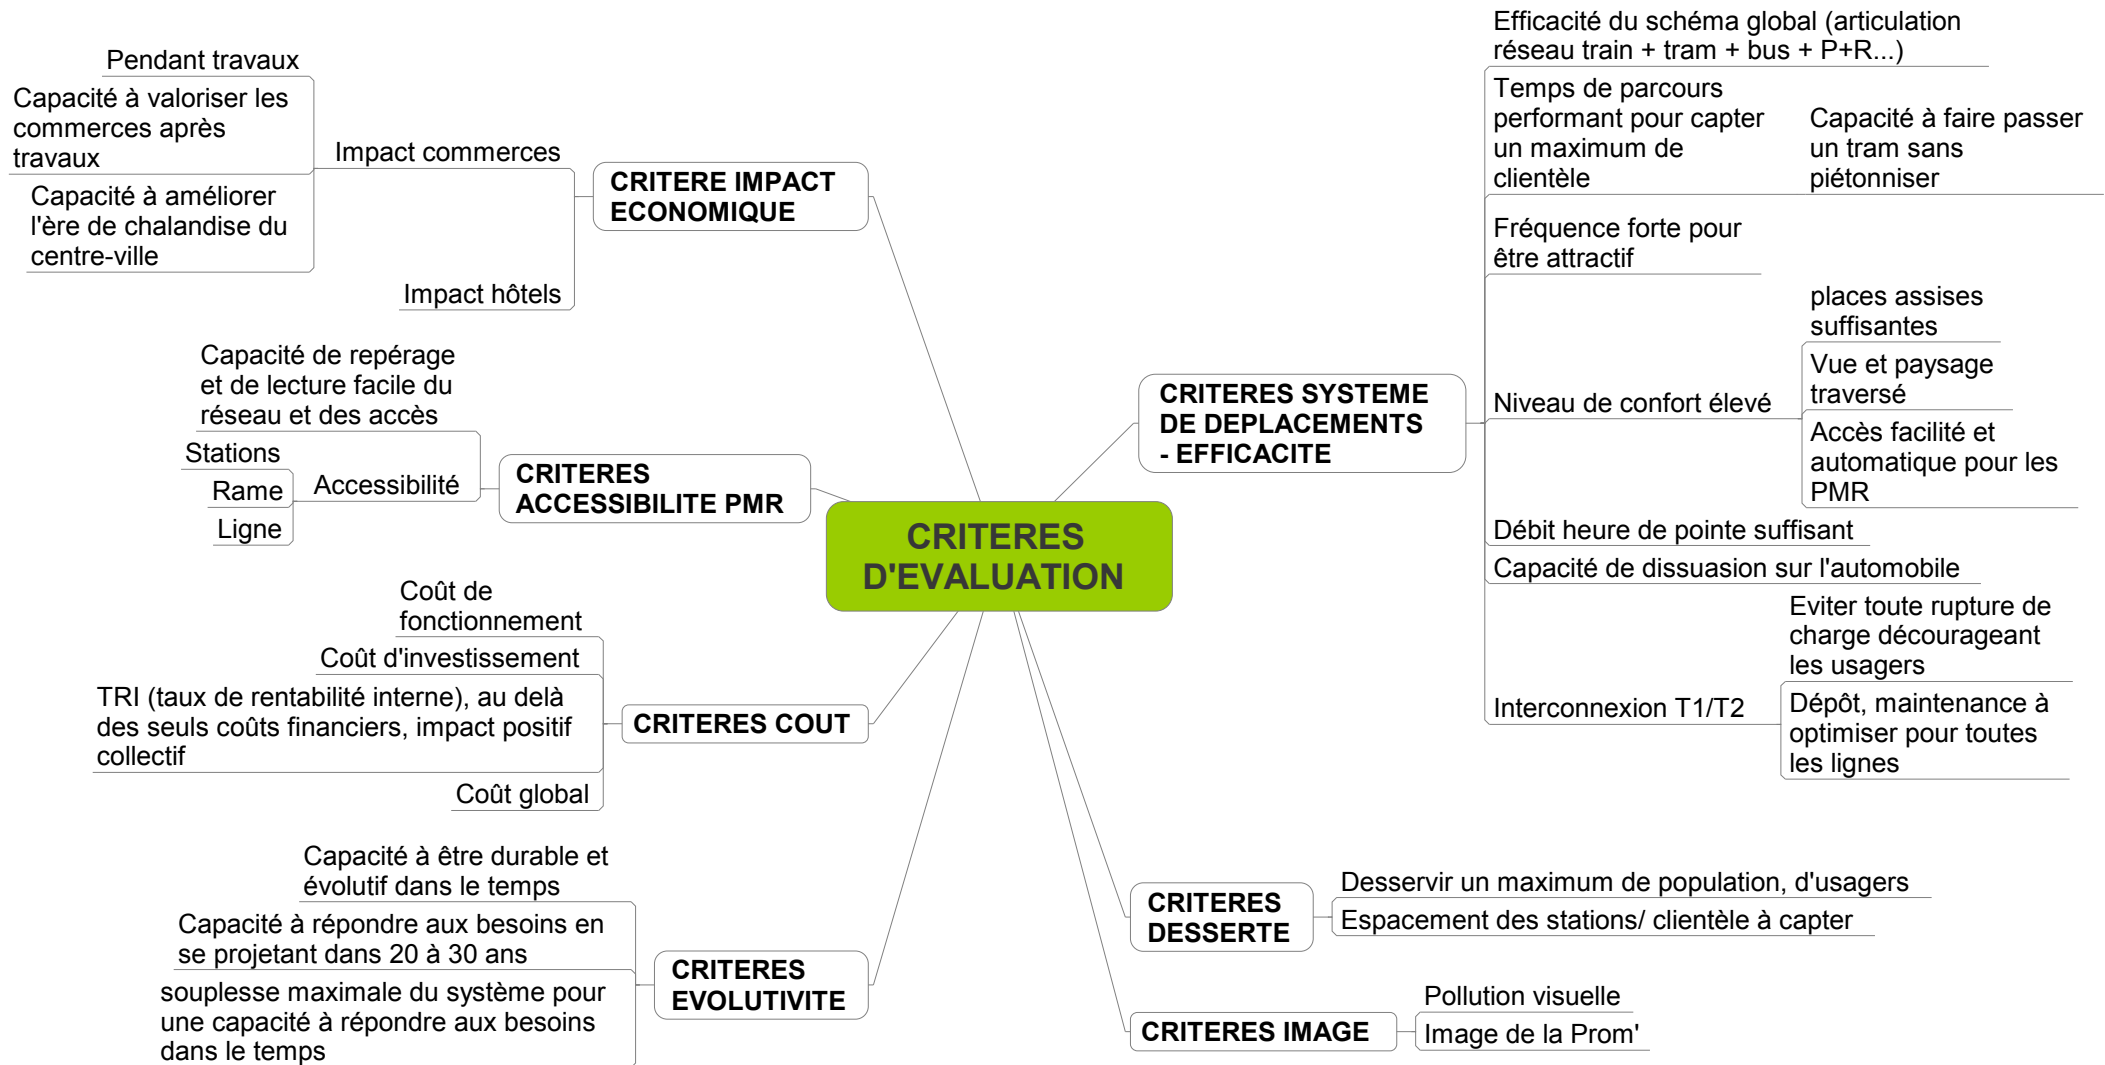 CRITERES
D'EVALUATION
CRITERES SYSTEME
DE DEPLACEMENTS
- EFFICACITE
Efficacité du schéma global (articulation
réseau train + tram + bus + P+R...)
Temps de parcours
performant pour capter
un maximum de
clientèle
Capacité à faire passer
un tram sans
piétonniser
Fréquence forte pour
être attractif
Niveau de confort élevé
places assises
suffisantes
Vue et paysage
traversé
Accès facilité et
automatique pour les
PMR
Débit heure de pointe suffisant
Capacité de dissuasion sur l'automobile
Interconnexion T1/T2
Eviter toute rupture de
charge décourageant
les usagers
Dépôt, maintenance à
optimiser pour toutes
les lignes
CRITERES
DESSERTE
Desservir un maximum de population, d'usagers
Espacement des stations/ clientèle à capter
CRITERES IMAGE
Pollution visuelle
Image de la Prom'
CRITERE IMPACT
ECONOMIQUE
Impact commerces
Pendant travaux
Capacité à valoriser les
commerces après
travaux
Capacité à améliorer
l'ère de chalandise du
centre-ville
Impact hôtels
CRITERES
ACCESSIBILITE PMR
Capacité de repérage
et de lecture facile du
réseau et des accès
Accessibilité
Stations
Rame
Ligne
CRITERES COUT
Coût de
fonctionnement
Coût d'investissement
TRI (taux de rentabilité interne), au delà
des seuls coûts financiers, impact positif
collectif
Coût global
CRITERES
EVOLUTIVITE
Capacité à être durable et
évolutif dans le temps
Capacité à répondre aux besoins en
se projetant dans 20 à 30 ans
souplesse maximale du système pour
une capacité à répondre aux besoins
dans le temps